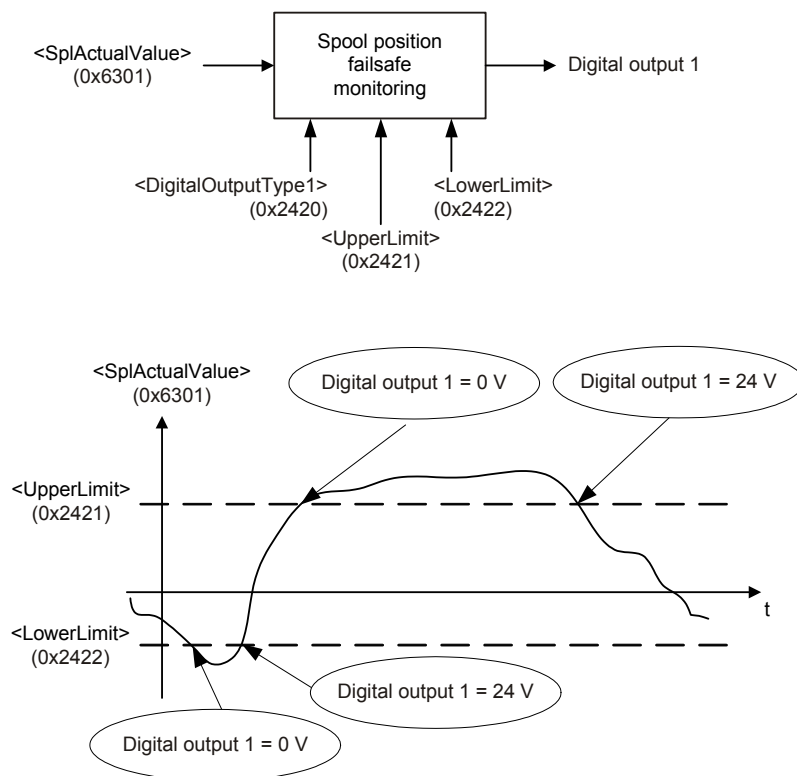 <SplActualValue>
(0x6301)
Spool position
failsafe
monitoring
Digital output 1
<DigitalOutputType1>
(0x2420)
<LowerLimit>
(0x2422)
<UpperLimit>
(0x2421)
<SplActualValue>
(0x6301)
Digital output 1 = 0 V
Digital output 1 = 24 V
<UpperLimit>
(0x2421)
t
<LowerLimit>
(0x2422)
Digital output 1 = 24 V
Digital output 1 = 0 V